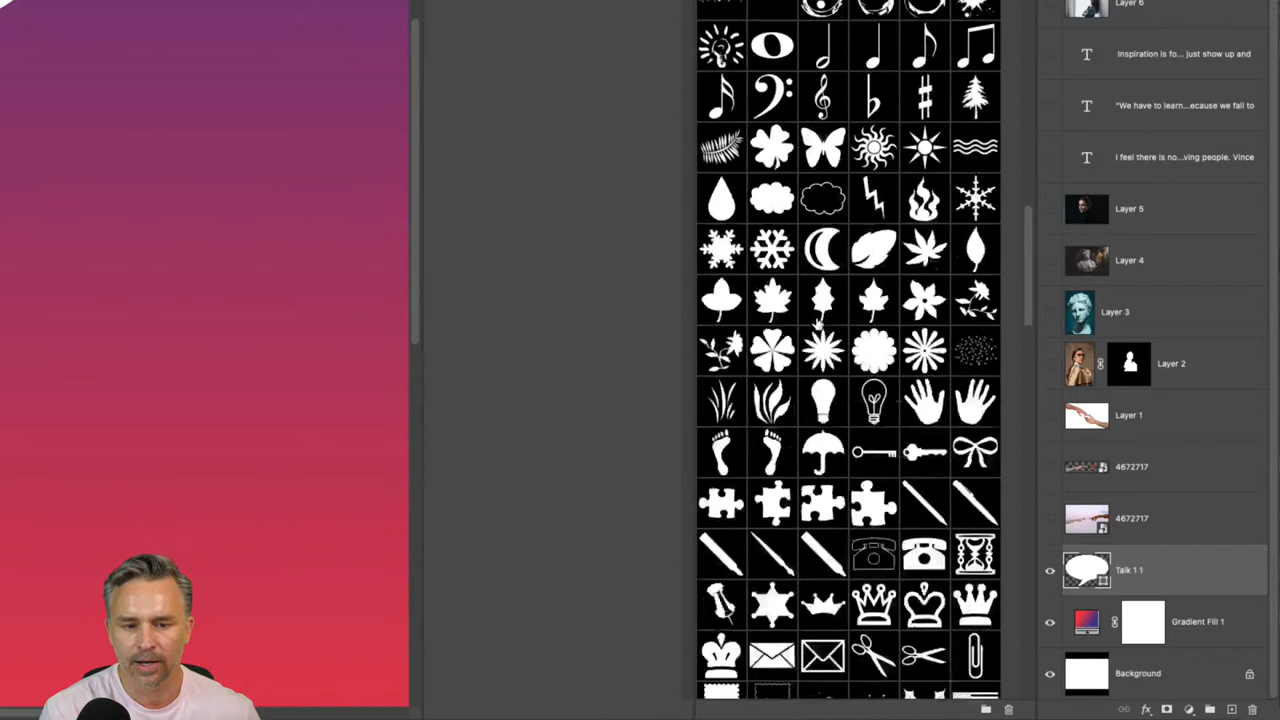 Layer 6
T Inspiration is fo... just show up and
T "We have to learn...ecause we fall to
T I feel there is no...ving people. Vince
Layer 5
Layer 4
Layer 3
Layer 2
Layer 1
4672717
4672717
Talk 1 1
Gradient Fill 1
Background
fx